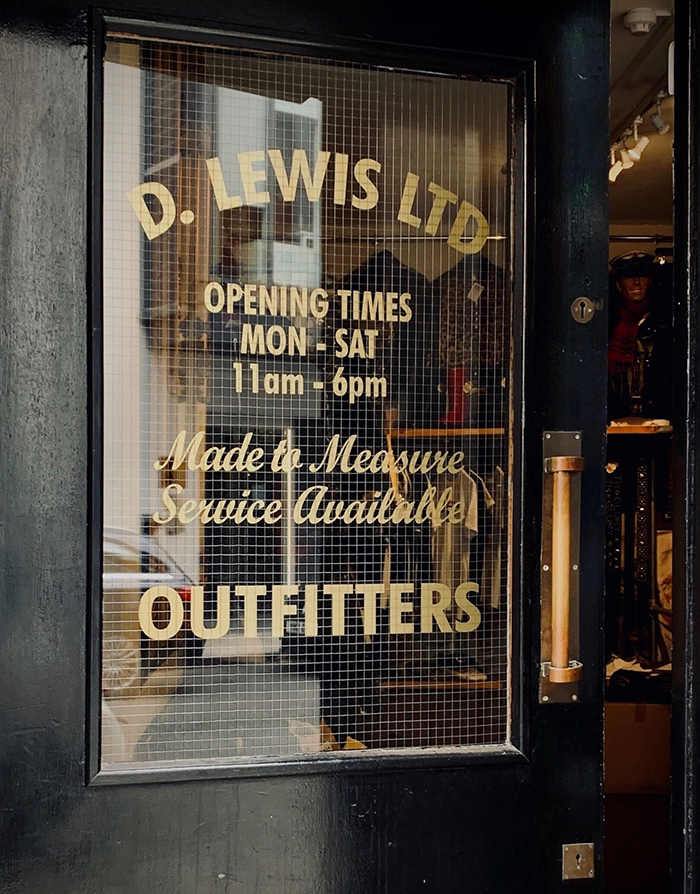 D. LEWIS LTD
OPENING TIMES
MON - SAT
11am - 6pm
Made to Measure
Service Available
OUTFITTERS